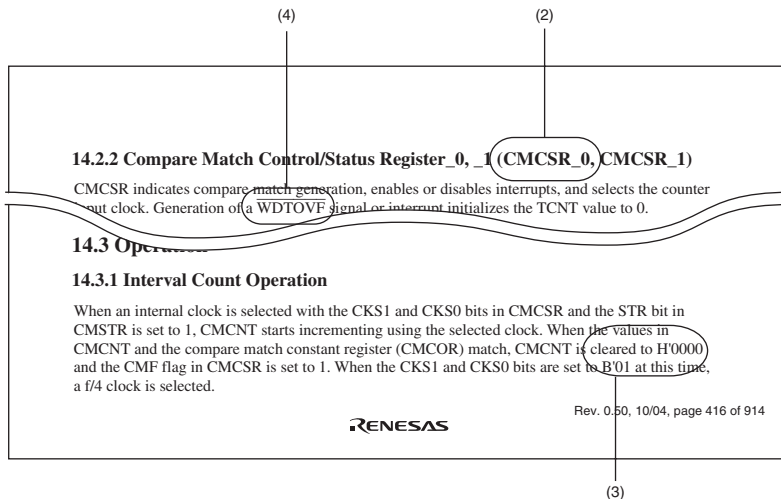 (4) (2)
14.2.2 Compare Match Control/Status Register_0, _1 (CMCSR_0, CMCSR_1)
CMCSR indicates compare match generation, enables or disables interrupts, and selects the counter
input clock. Generation of a WDTOVF signal or interrupt initializes the TCNT value to 0.
14.3 Operation
14.3.1 Interval Count Operation
When an internal clock is selected with the CKS1 and CKS0 bits in CMCSR and the STR bit in
CMSTR is set to 1, CMCNT starts incrementing using the selected clock. When the values in
CMCNT and the compare match constant register (CMCOR) match, CMCNT is cleared to H'0000
and the CMF flag in CMCSR is set to 1. When the CKS1 and CKS0 bits are set to B'01 at this time,
a f/4 clock is selected.
Rev. 0.50, 10/04, page 416 of 914
RENESAS
(3)